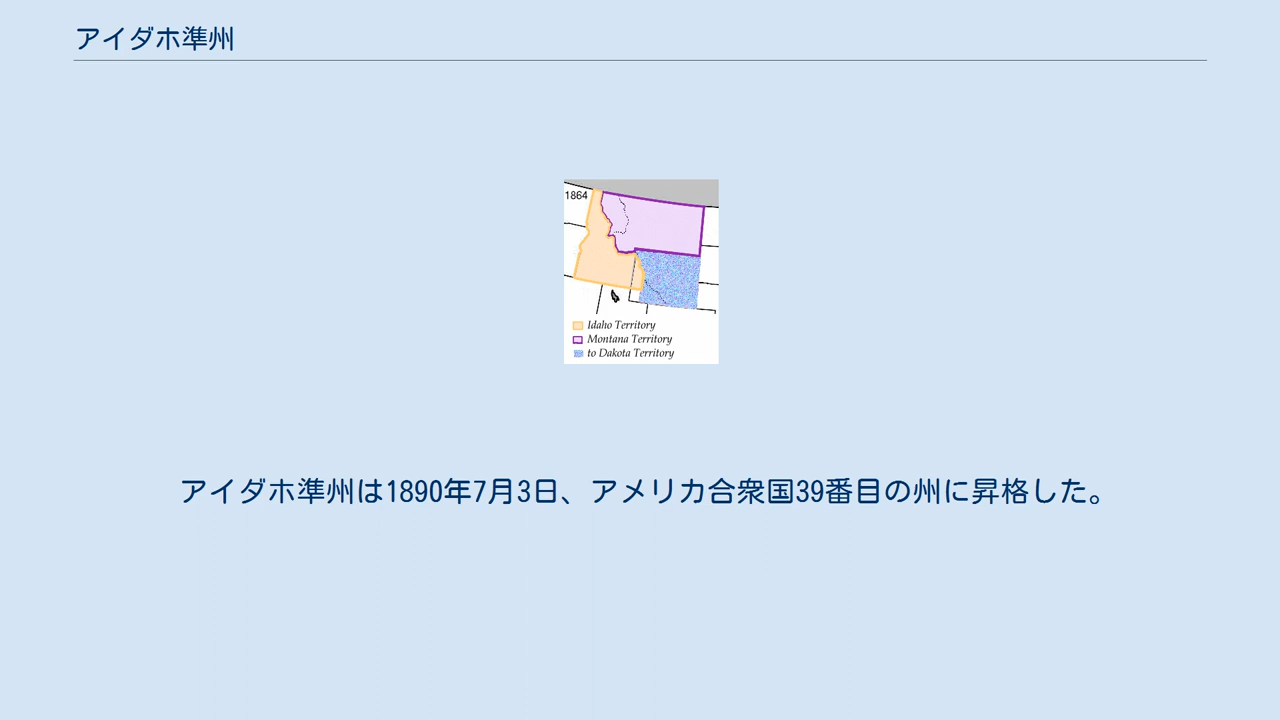 アイダホ準州
1864
Idaho Territory
Montana Territory
to Dakota Territory
アイダホ準州は1890年7月3日、アメリカ合衆国39番目の州に昇格した。